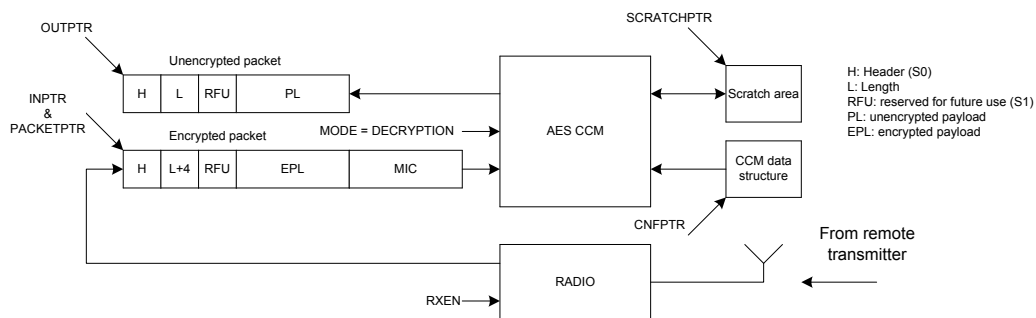 OUTPTR
SCRATCHPTR
Unencrypted packet
H L RFU PL
INPTR
&
PACKETPTR
Encrypted packet
MODE = DECRYPTION
H L+4 RFU EPL MIC
AES CCM
Scratch area
CCM data
structure
CNFPTR
H: Header (S0)
L: Length
RFU: reserved for future use (S1)
PL: unencrypted payload
EPL: encrypted payload
From remote
transmitter
RADIO
RXEN